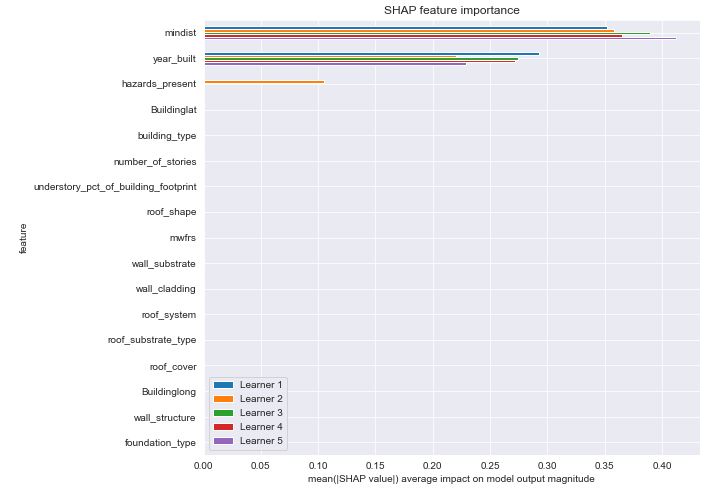 SHAP feature importance
mindist
year_built
hazards_present
Buildinglat
building_type
number_of_stories
understory_pct_of_building_footprint
roof_shape
mwfrs
wall_substrate
wall_cladding
roof_system
roof_substrate_type
roof_cover
Buildinglong
wall_structure
foundation_type
feature
Learner 1
Learner 2
Learner 3
Learner 4
Learner 5
0.00 0.05 0.10 0.15 0.20 0.25 0.30 0.35 0.40
mean(|SHAP value|) average impact on model output magnitude